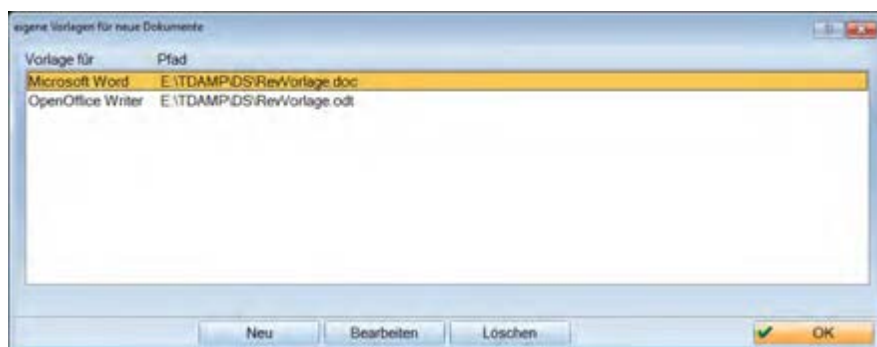 eigene Vorlagen für neue Dokumente
Vorlage für Pfad
Microsoft Word E:\TDAMP\DS\RevVorlage.doc
OpenOffice Writer E:\TDAMP\DS\RevVorlage.odt
Neu Bearbeiten Löschen OK